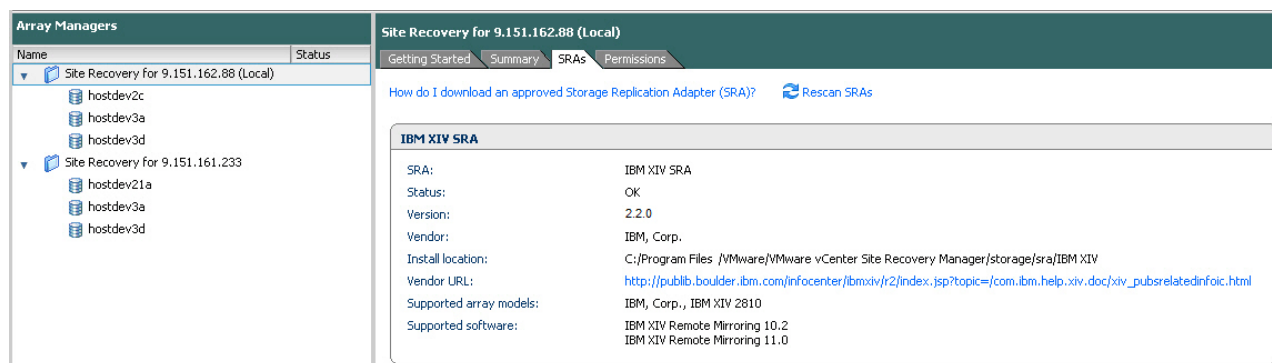 Array Managers
Name Status
Site Recovery for 9.151.162.88 (Local)
hostdev2c
hostdev3a
hostdev3d
Site Recovery for 9.151.161.233
hostdev21a
hostdev3a
hostdev3d
Site Recovery for 9.151.162.88 (Local)
Getting Started Summary SRAs Permissions
How do I download an approved Storage Replication Adapter (SRA)? Rescan SRAs
IBM XIV SRA
SRA: IBM XIV SRA
Status: OK
Version: 2.2.0
Vendor: IBM, Corp.
Install location: C:/Program Files /VMware/VMware vCenter Site Recovery Manager/storage/sra/IBM XIV
Vendor URL: http://publib.boulder.ibm.com/infocenter/ibmxiv/r2/index.jsp?topic=/com.ibm.help.xiv.doc/xiv_pubsrelatedinfoic.html
Supported array models: IBM, Corp., IBM XIV 2810
Supported software: IBM XIV Remote Mirroring 10.2
IBM XIV Remote Mirroring 11.0